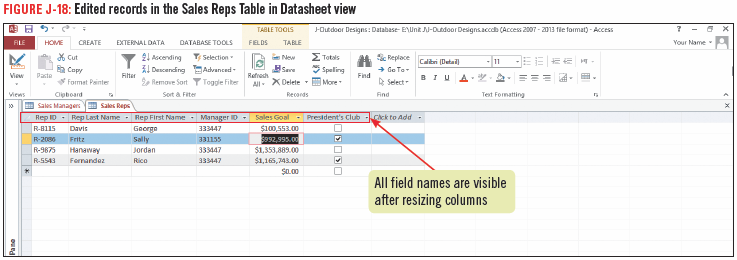 FIGURE J-18: Edited records in the Sales Reps Table in Datasheet view
TABLE TOOLS
J-Outdoor Designs : Database- E:\Unit J\J-Outdoor Designs.accdb (Access 2007 - 2013 file format) - Access
FILE HOME CREATE EXTERNAL DATA DATABASE TOOLS FIELDS TABLE Your Name
View Paste Cut Copy Format Painter
Filter Ascending Descending Remove Sort Selection Advanced Toggle Filter
Refresh All New Save Delete Totals Spelling More
Find Replace Go To Select
Calibri (Detail) 11
B I U A
Views Clipboard Sort & Filter Records Find Text Formatting
Sales Managers Sales Reps
Rep ID Rep Last Name Rep First Name Manager ID Sales Goal President's Club Click to Add
R-8115 Davis George 333447 $100,553.00
R-2086 Fritz Sally 331155 $992,995.00
R-9875 Hanaway Jordan 333447 $1,353,889.00
R-5543 Fernandez Rico 333447 $1,165,743.00
$0.00
All field names are visible
after resizing columns
Pane